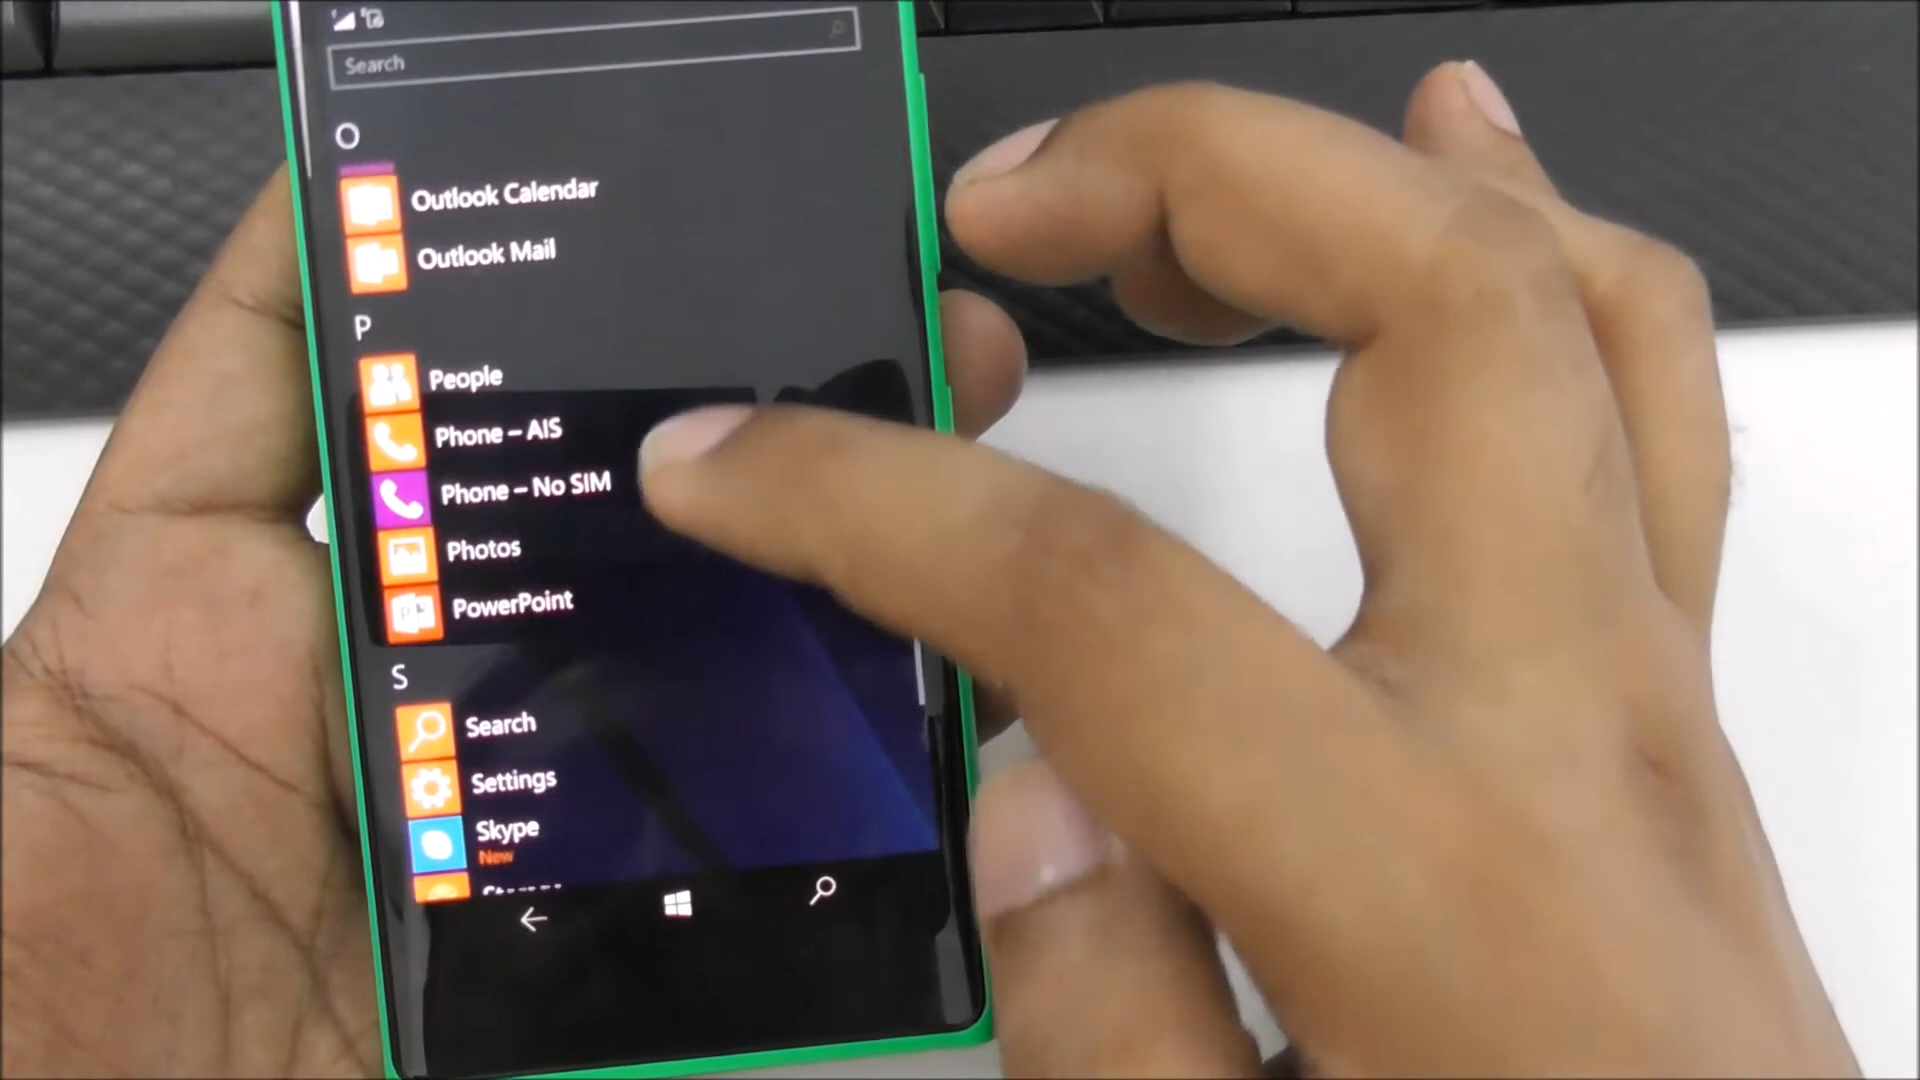 Search
O
Outlook Calendar
Outlook Mail
P
People
Phone – AIS
Phone – No SIM
Photos
PowerPoint
S
Search
Settings
Skype
New